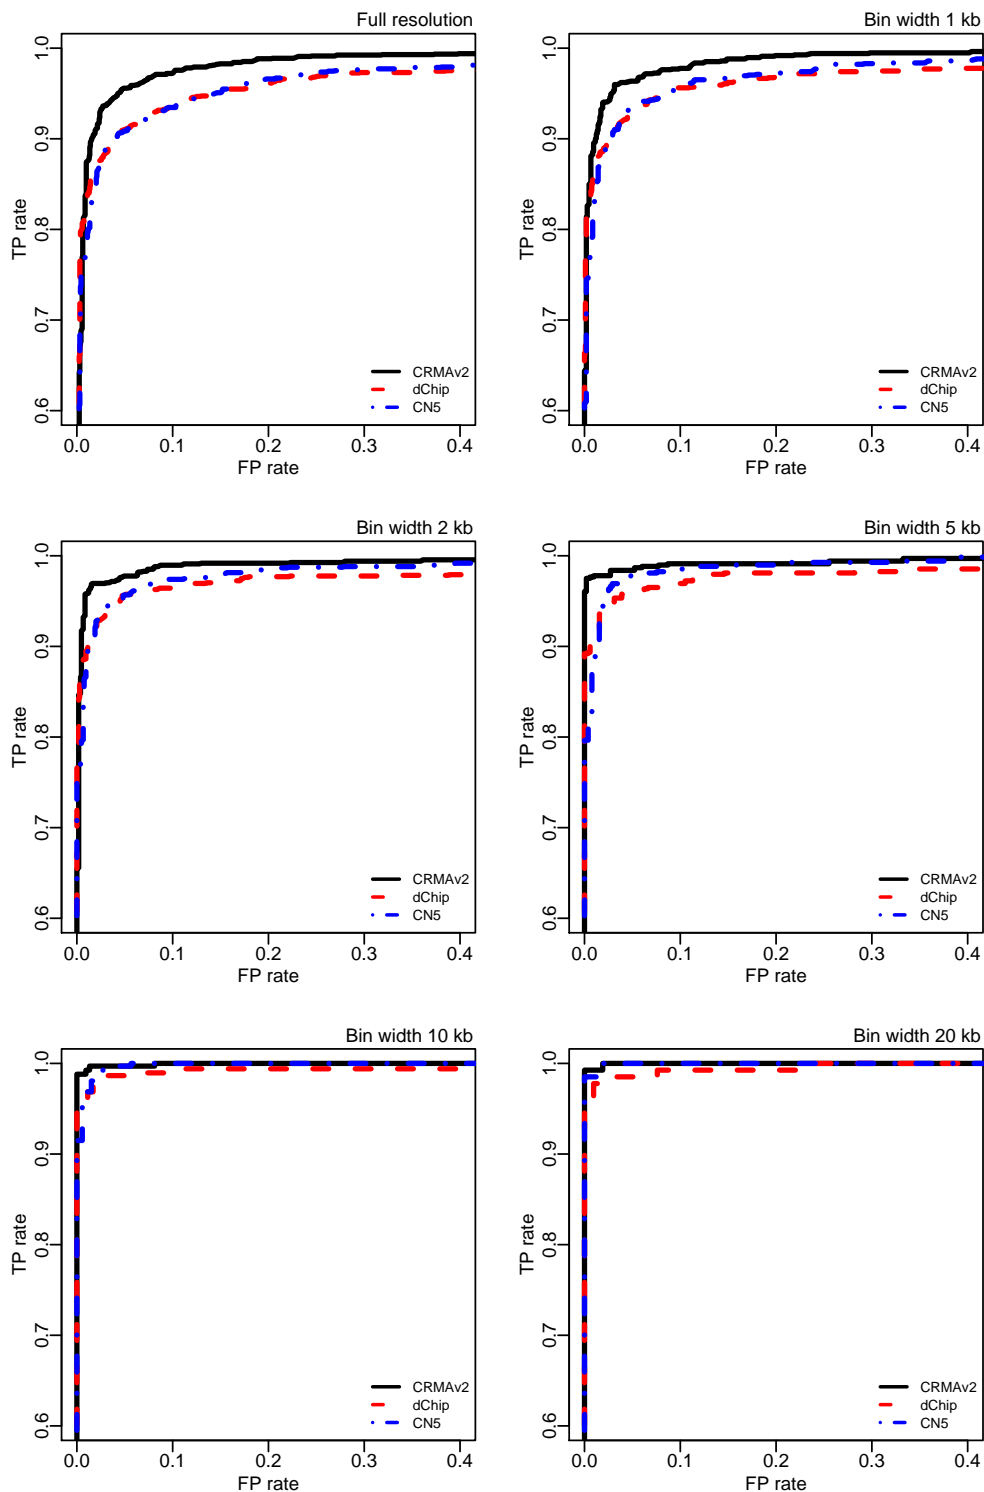 Full resolution
TP rate
1.0
0.9
0.8
0.7
0.6
CRMAv2
dChip
CN5
0.0 0.1 0.2 0.3 0.4
FP rate
Bin width 1 kb
TP rate
1.0
0.9
0.8
0.7
0.6
CRMAv2
dChip
CN5
0.0 0.1 0.2 0.3 0.4
FP rate
Bin width 2 kb
TP rate
1.0
0.9
0.8
0.7
0.6
CRMAv2
dChip
CN5
0.0 0.1 0.2 0.3 0.4
FP rate
Bin width 5 kb
TP rate
1.0
0.9
0.8
0.7
0.6
CRMAv2
dChip
CN5
0.0 0.1 0.2 0.3 0.4
FP rate
Bin width 10 kb
TP rate
1.0
0.9
0.8
0.7
0.6
CRMAv2
dChip
CN5
0.0 0.1 0.2 0.3 0.4
FP rate
Bin width 20 kb
TP rate
1.0
0.9
0.8
0.7
0.6
CRMAv2
dChip
CN5
0.0 0.1 0.2 0.3 0.4
FP rate